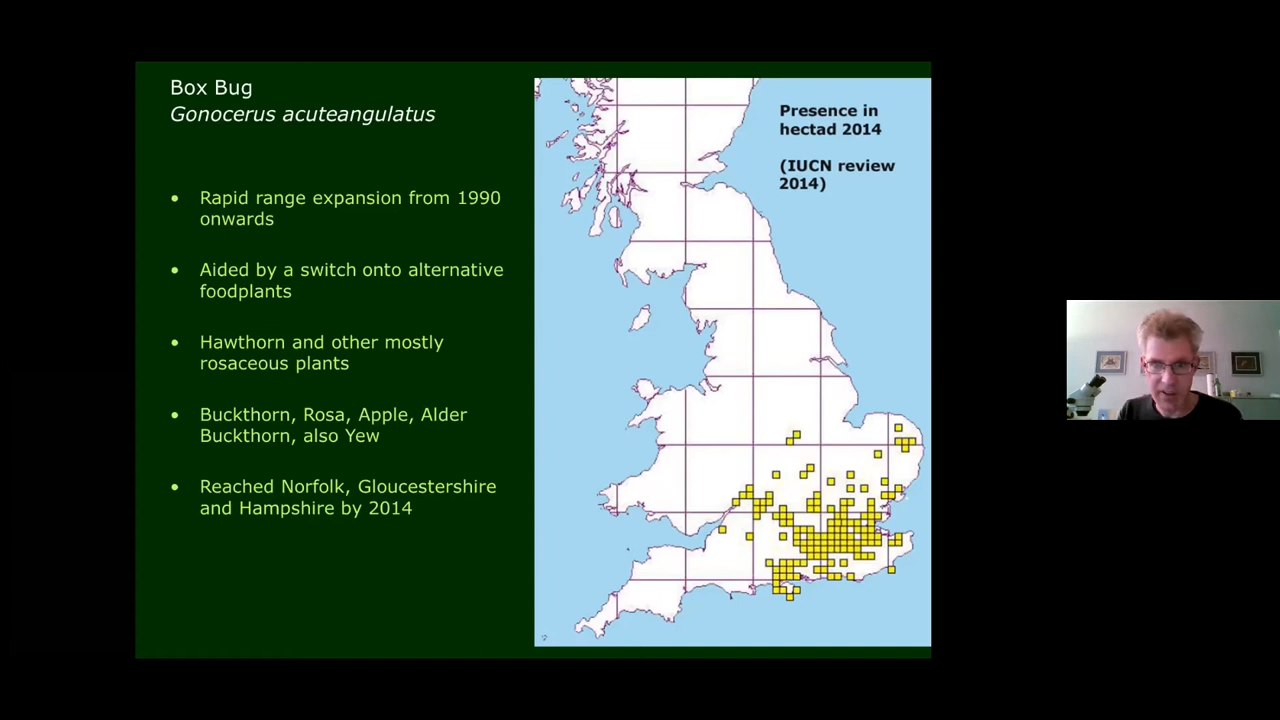 Box Bug
Gonocerus acuteangulatus
Rapid range expansion from 1990
onwards
Aided by a switch onto alternative
foodplants
Hawthorn and other mostly
rosaceous plants
Buckthorn, Rosa, Apple, Alder
Buckthorn, also Yew
Reached Norfolk, Gloucestershire
and Hampshire by 2014
Presence in
hectad 2014
(IUCN review
2014)